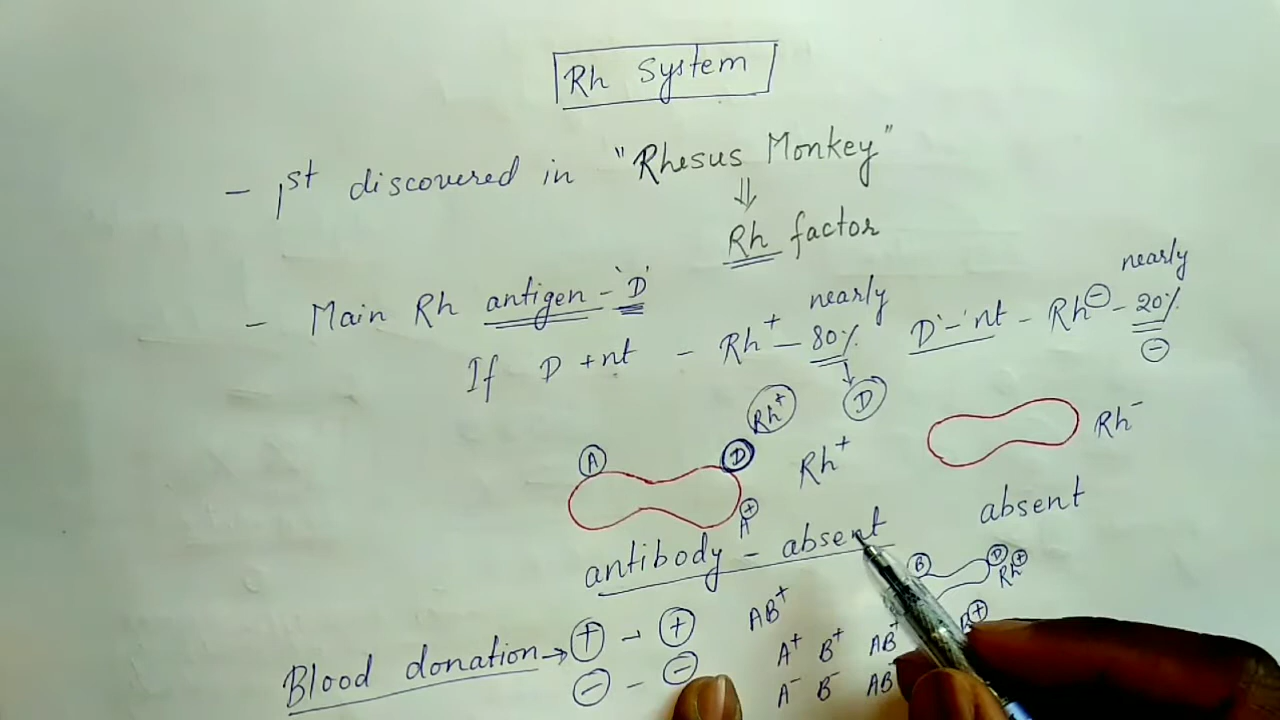 Rh System
- 1st discovered in "Rhesus Monkey"
⇓
Rh factor
- Main Rh antigen - 'D'
nearly nearly
If D +nt - Rh+ - 80% D '-'nt - Rh⊖ - 20%
D ⊖
Rh+
A D Rh+ Rh-
A⊕
antibody - absent absent
B D Rh⊕
B⊕
Blood donation → ⊕ - ⊕ AB+
⊖ - ⊖ A+ B+ AB+
A- B- AB